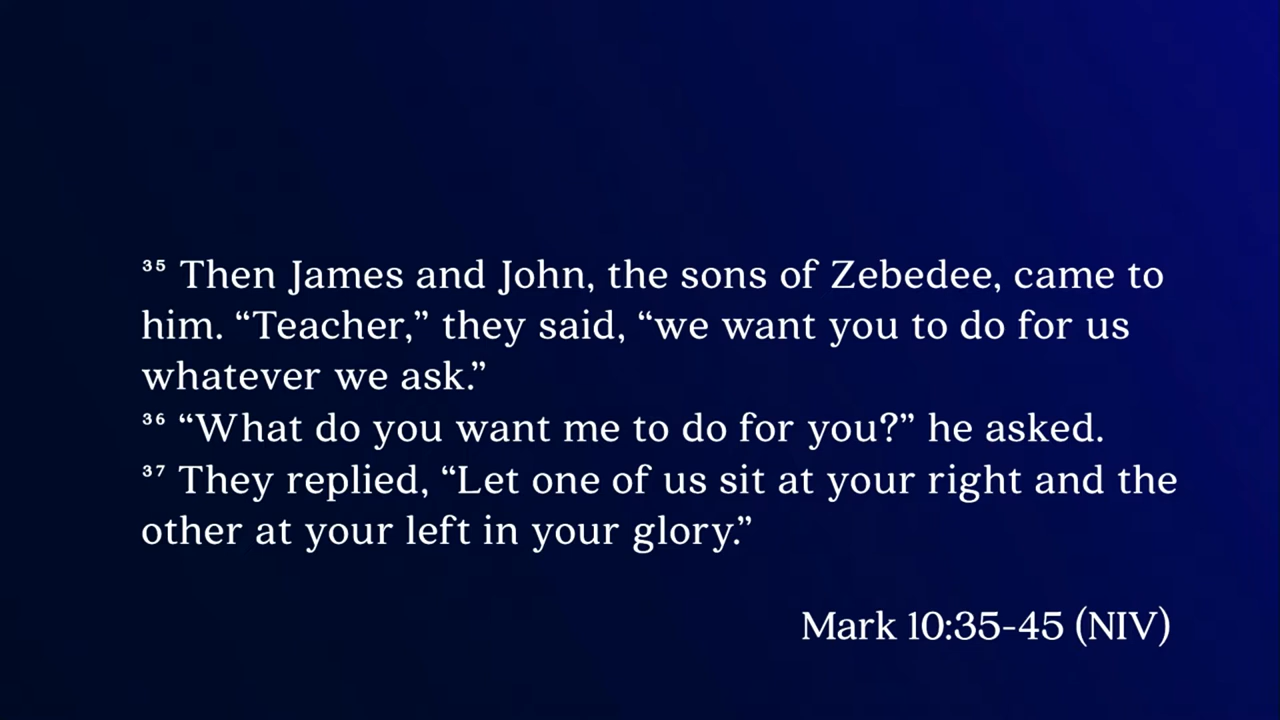 ³⁵ Then James and John, the sons of Zebedee, came to
him. “Teacher,” they said, “we want you to do for us
whatever we ask.”
³⁶ “What do you want me to do for you?” he asked.
³⁷ They replied, “Let one of us sit at your right and the
other at your left in your glory.”
Mark 10:35-45 (NIV)